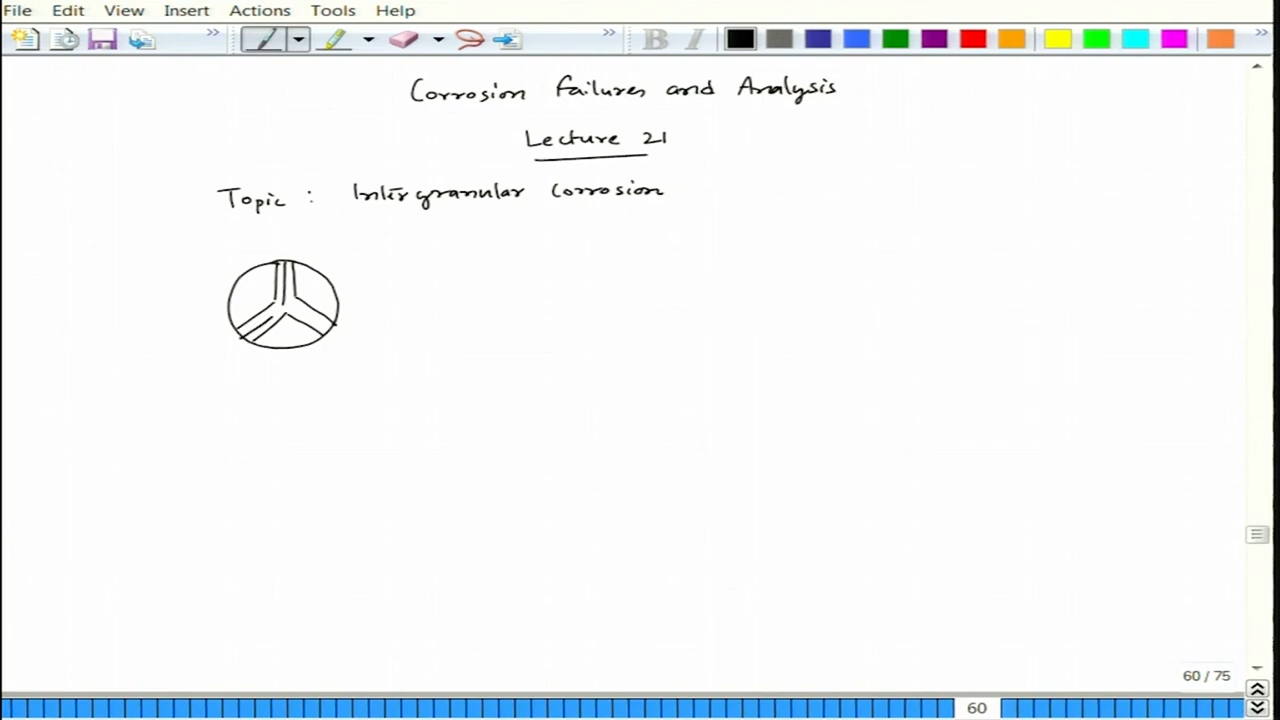 File Edit View Insert Actions Tools Help
B I
Corrosion Failures and Analysis
Lecture 21
Topic : Intergranular Corrosion
60 / 75
60